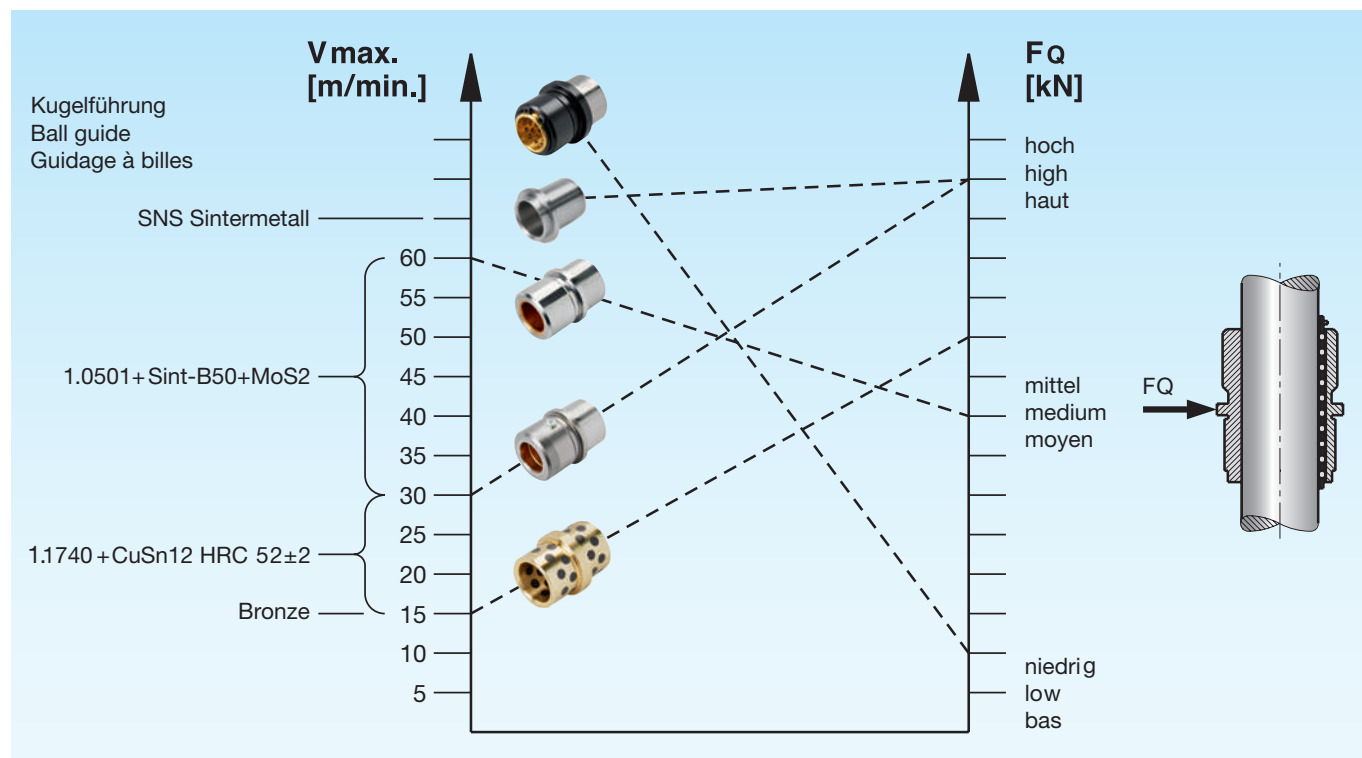 Vmax.
[m/min.]
FQ
[kN]
Kugelführung
Ball guide
Guidage à billes
hoch
high
haut
SNS Sintermetall
60
55
50
45
40
35
30
25
20
15
10
5
1.0501+Sint-B50+MoS2
1.1740+CuSn12 HRC 52±2
Bronze
mittel
medium
moyen
FQ
niedrig
low
bas